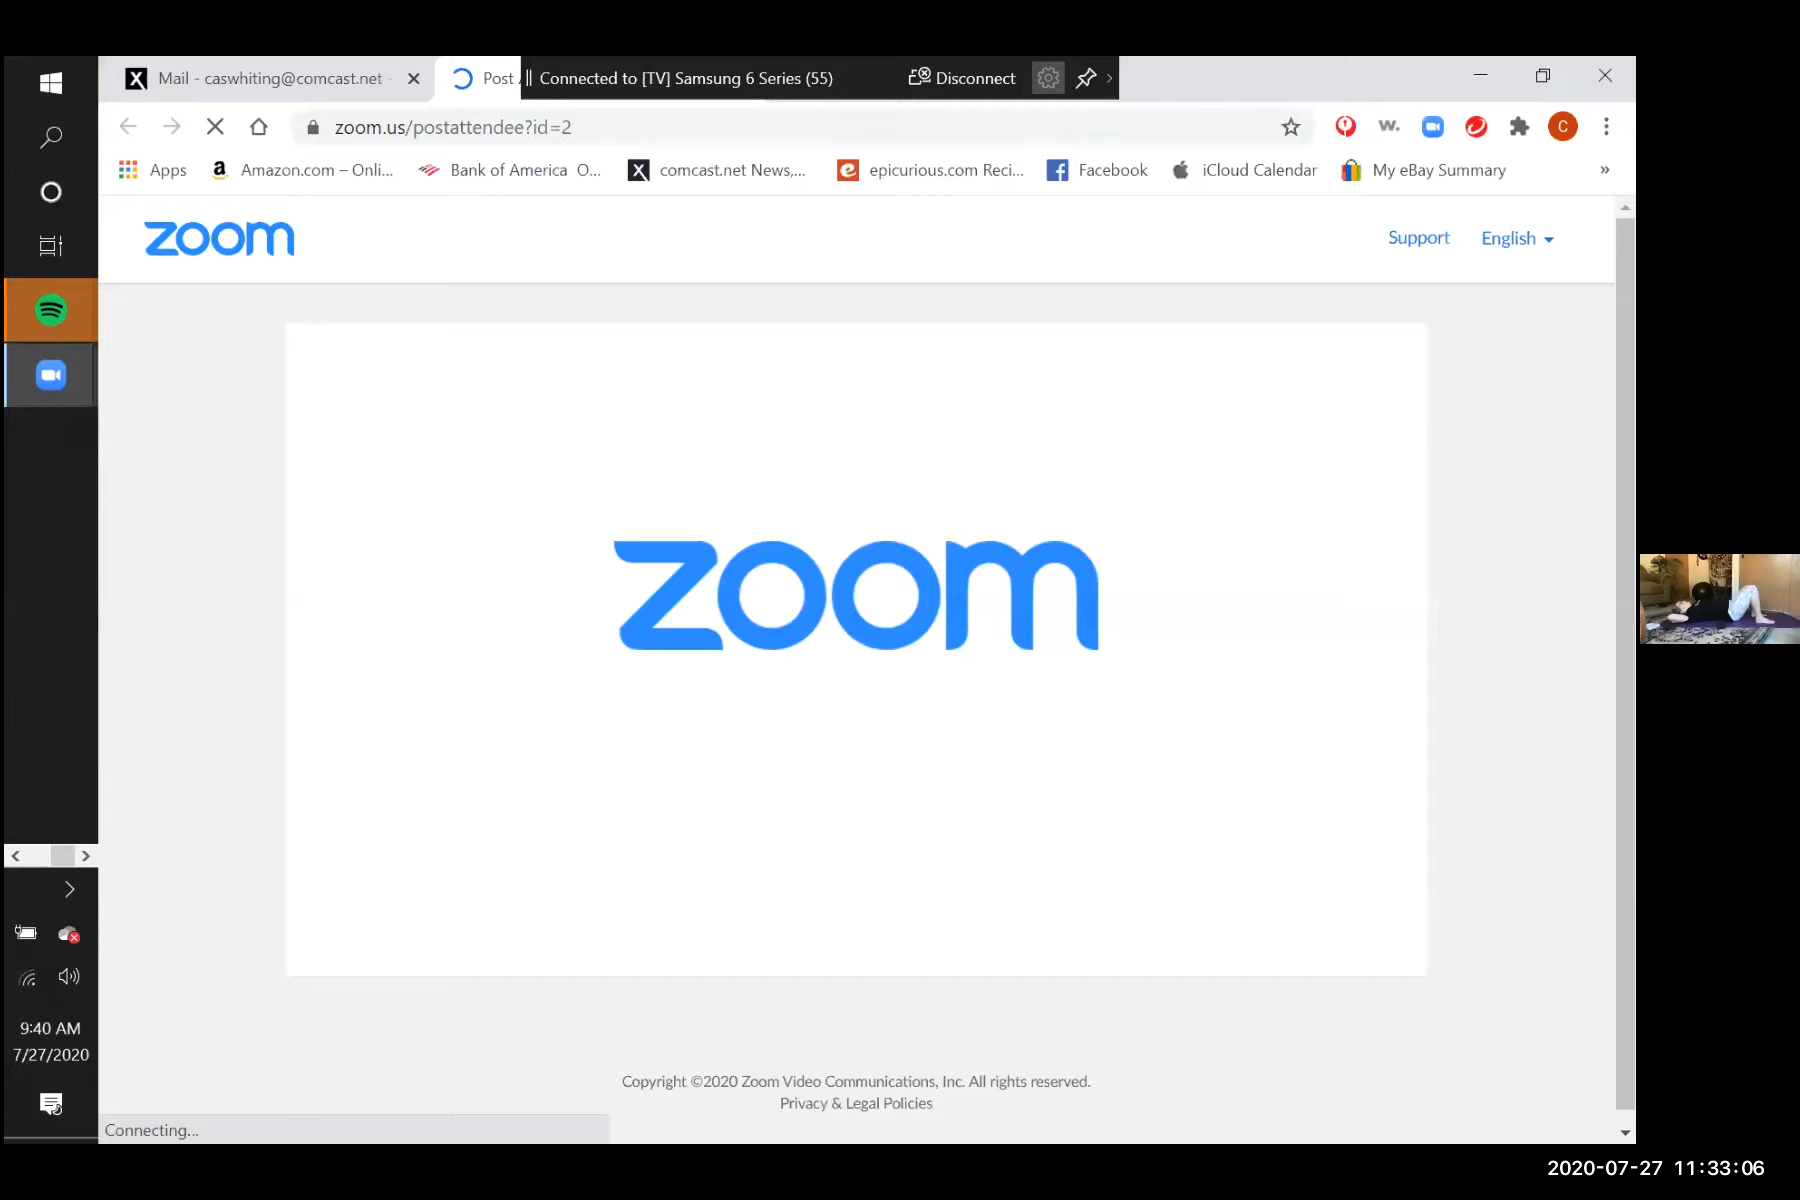 Mail - caswhiting@comcast.net -
Post
Connected to [TV] Samsung 6 Series (55)
Disconnect
zoom.us/postattendee?id=2
W.
C
Apps
a
Amazon.com – Onli...
Bank of America O...
X
comcast.net News,...
e
epicurious.com Reci...
f
Facebook
iCloud Calendar
My eBay Summary
»
zoom
Support
English
zoom
9:40 AM
7/27/2020
Copyright ©2020 Zoom Video Communications, Inc. All rights reserved.
Privacy & Legal Policies
Connecting...
2020-07-27 11:33:06